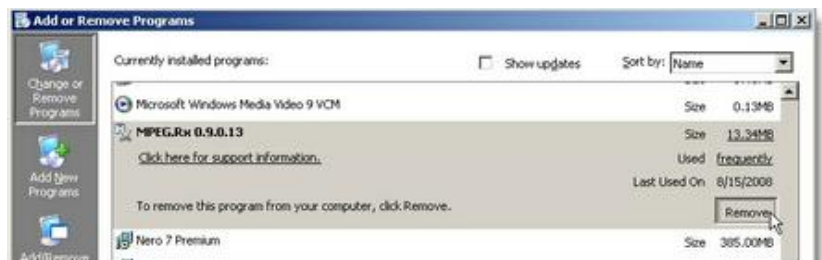 Add or Remove Programs
Change or
Remove
Programs
Currently installed programs:
Show updates
Sort by: Name
Microsoft Windows Media Video 9 VCM
Size 0.13MB
MPEG.Rx 0.9.0.13
Size 13.34MB
Click here for support information.
Used frequently
Last Used On 8/15/2008
To remove this program from your computer, click Remove.
Remove
Add New
Programs
Nero 7 Premium
Size 385.00MB
Add/Remove